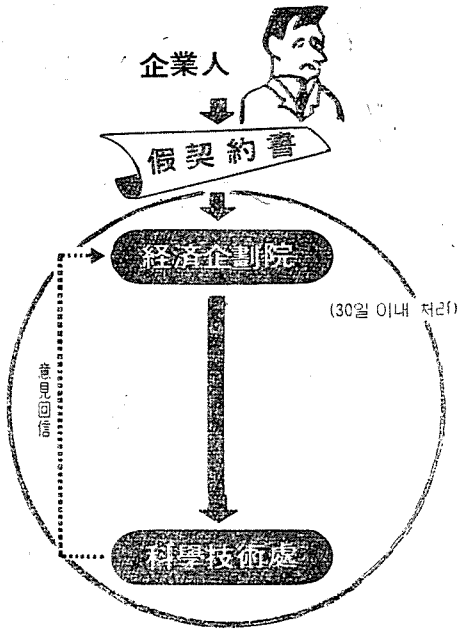 企業人
假契約書
経済企劃院
(30일 이내 처리)
意見回信
科學技術處